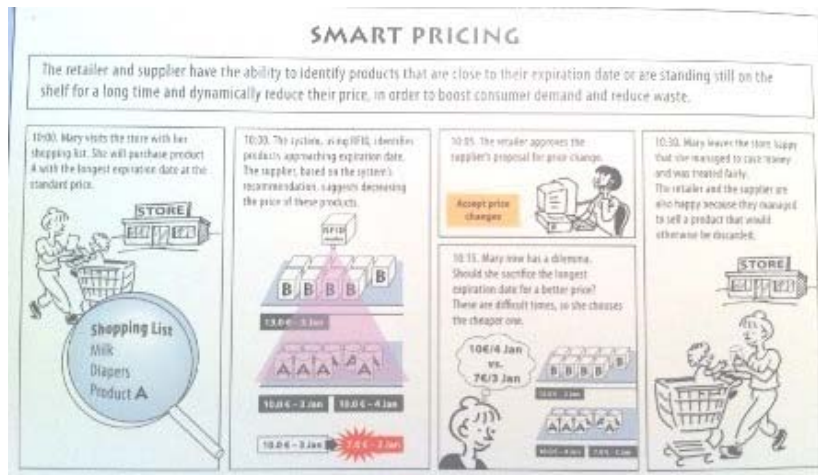 SMART PRICING
The retailer and supplier have the ability to identify products that are close to their expiration date or are standing still on the
shelf for a long time and dynamically reduce their price, in order to boost consumer demand and reduce waste.
10:00. Mary visits the store with her
shopping list. She will purchase product
A with the longest expiration date at the
standard price.
STORE
Shopping List
Milk
Diapers
Product A
10:00. The system, using RFID, identifies
products approaching expiration date.
The supplier, based on the system's
recommendation, suggests decreasing
the price of these products.
RFID
B B B B B
3 Jan
A A A A A
10.0 € - 3 Jan 10.0 € - 4 Jan
10.0 € - 3 Jan 7.0 € - 3 Jan
10:05. The retailer approves the
supplier's proposal for price change.
Accept price
changes
10:15. Mary now has a dilemma.
Should she sacrifice the longest
expiration date for a better price?
These are difficult times, so she chooses
the cheaper one.
10€/4 Jan
vs.
7€/3 Jan
B B B B B
A A A A A
10:30. Mary leaves the store happy
that she managed to save money
and was treated fairly.
The retailer and the supplier are
also happy because they managed
to sell a product that would
otherwise be discarded.
STORE